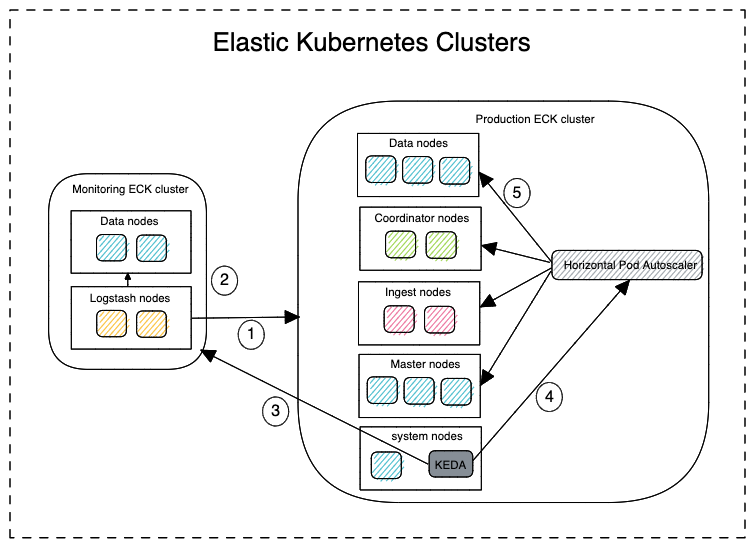 Elastic Kubernetes Clusters
Production ECK cluster
Data nodes
5
Monitoring ECK cluster
Data nodes
Coordinator nodes
Horizontal Pod Autoscaler
2
Logstash nodes
Ingest nodes
1
Master nodes
3
4
system nodes
KEDA